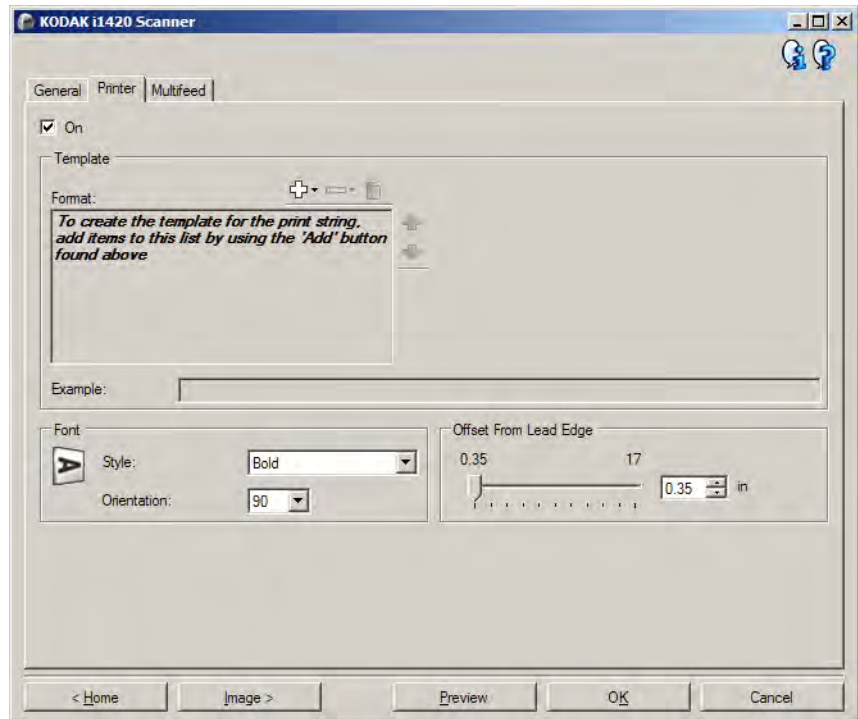 KODAK i1420 Scanner
General Printer Multifeed
On
Template
Format:
To create the template for the print string,
add items to this list by using the 'Add' button
found above
Example:
Font
A
Style: Bold
Orientation: 90
Offset From Lead Edge
0.35 17
0.35 in
< Home Image > Preview OK Cancel